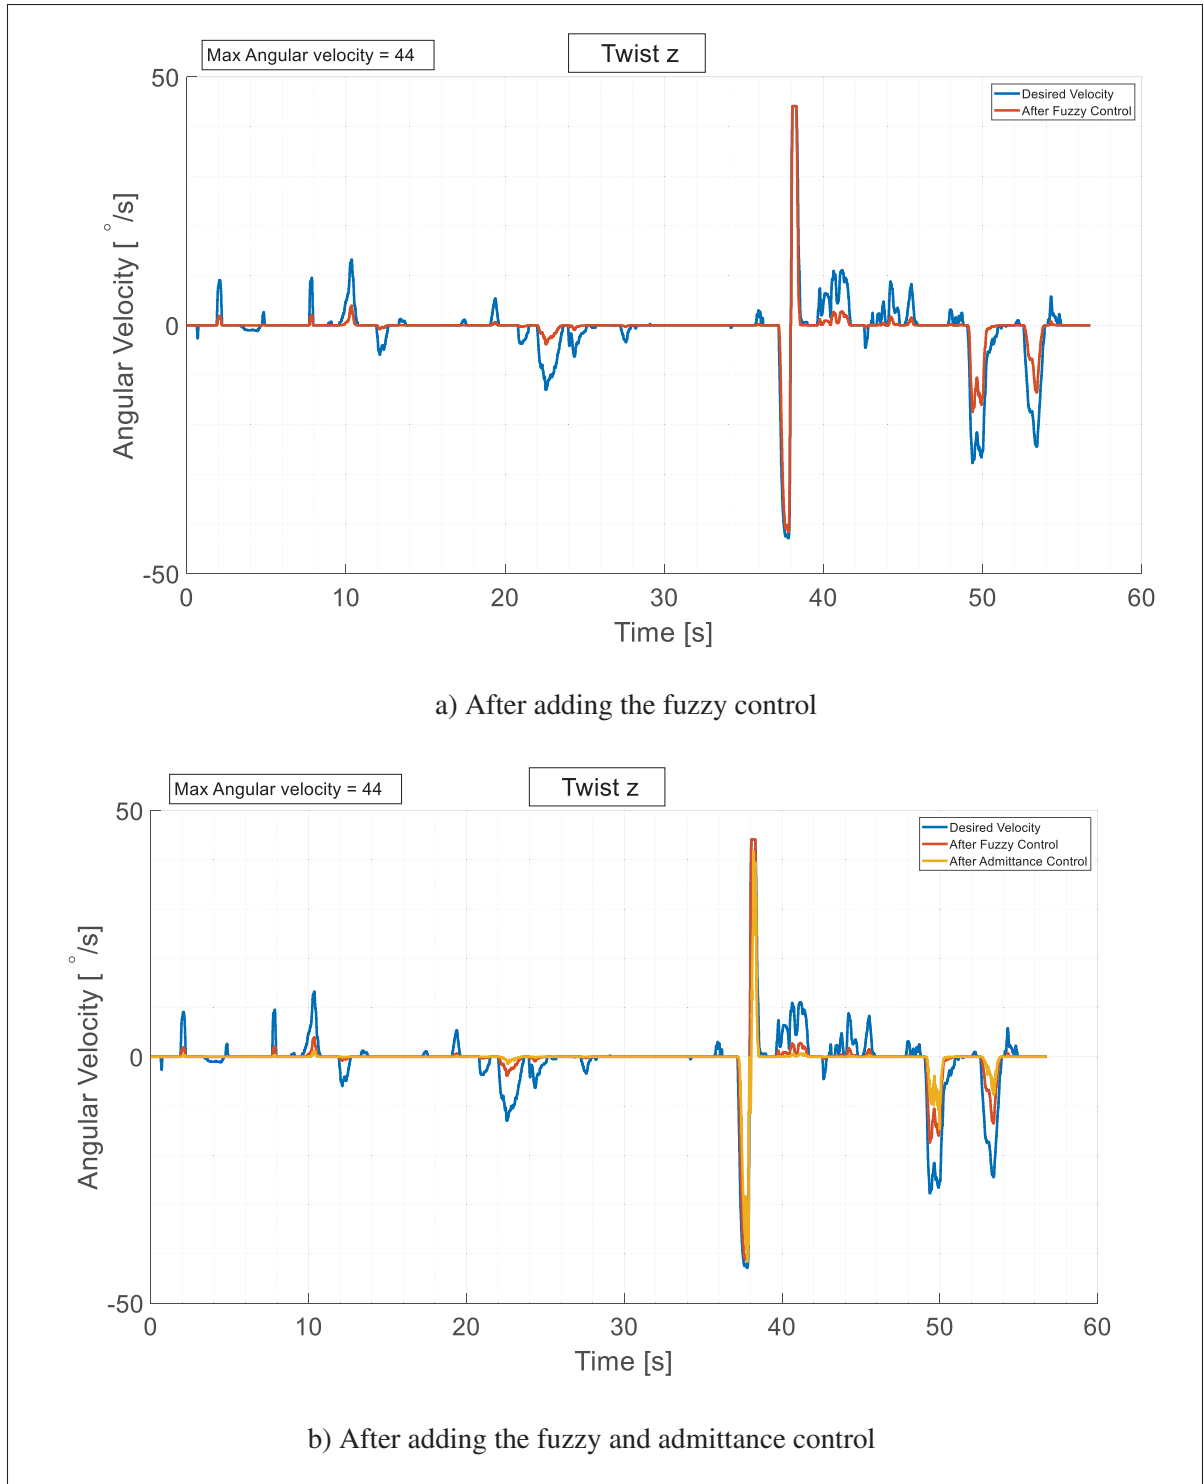 Max Angular velocity = 44
Twist z
Desired Velocity
After Fuzzy Control
50
0
-50
Angular Velocity [ °/s]
0 10 20 30 40 50 60
Time [s]
a) After adding the fuzzy control
Max Angular velocity = 44
Twist z
Desired Velocity
After Fuzzy Control
After Admittance Control
50
0
-50
Angular Velocity [ °/s]
0 10 20 30 40 50 60
Time [s]
b) After adding the fuzzy and admittance control